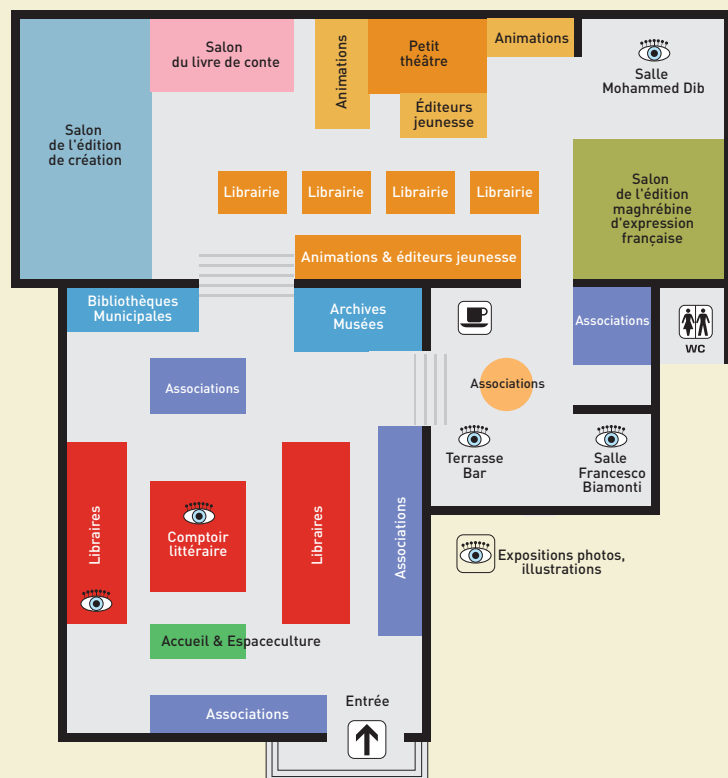 Salon
du livre de conte
Animations
Petit
théâtre
Animations
Éditeurs
jeunesse
Salle
Mohammed Dib
Salon
de l'édition
de création
Librairie
Librairie
Librairie
Librairie
Salon
de l'édition
maghrébine
d'expression
française
Animations & éditeurs jeunesse
Bibliothèques
Municipales
Archives
Musées
Associations
WC
Associations
Associations
Terrasse
Bar
Salle
Francesco
Biamonti
Libraires
Comptoir
littéraire
Libraires
Associations
Expositions photos,
illustrations
Accueil & Espaceculture
Associations
Entrée